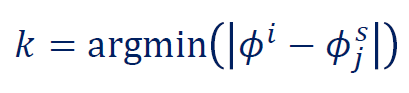 k = argmin(|ϕ^i − ϕ_j^s|)